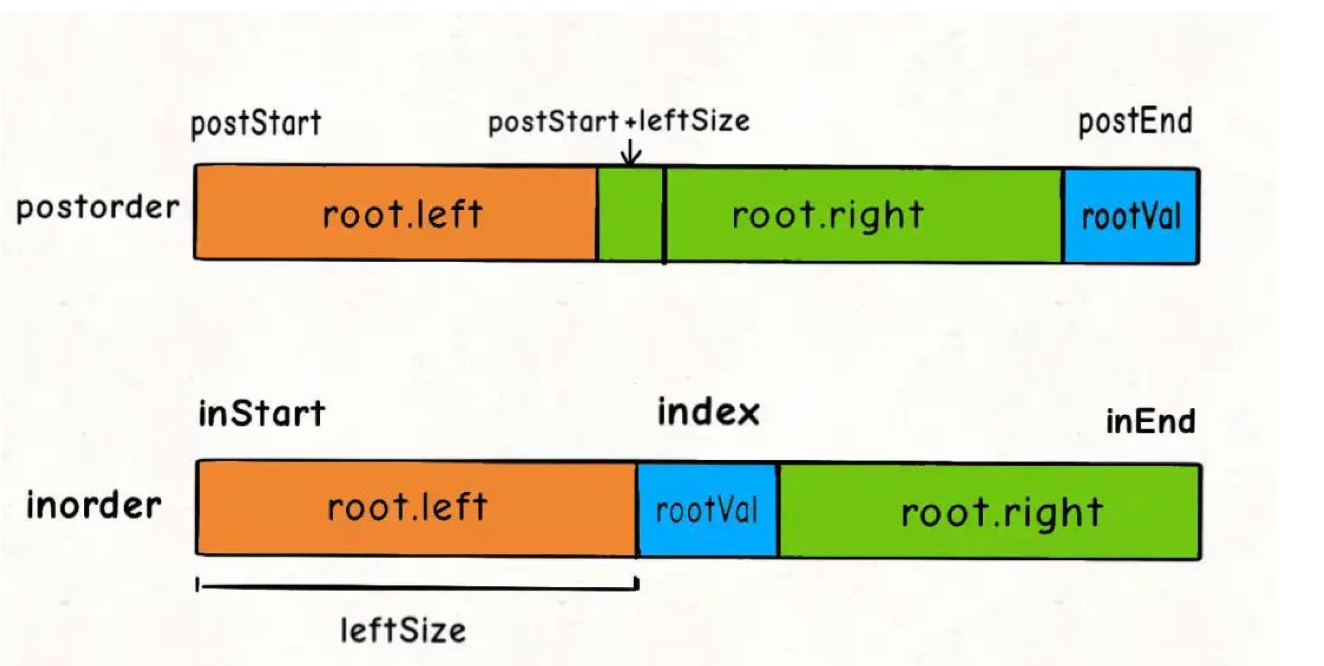 postStart postStart+leftSize postEnd
postorder root.left root.right rootVal
inStart index inEnd
inorder root.left rootVal root.right
leftSize